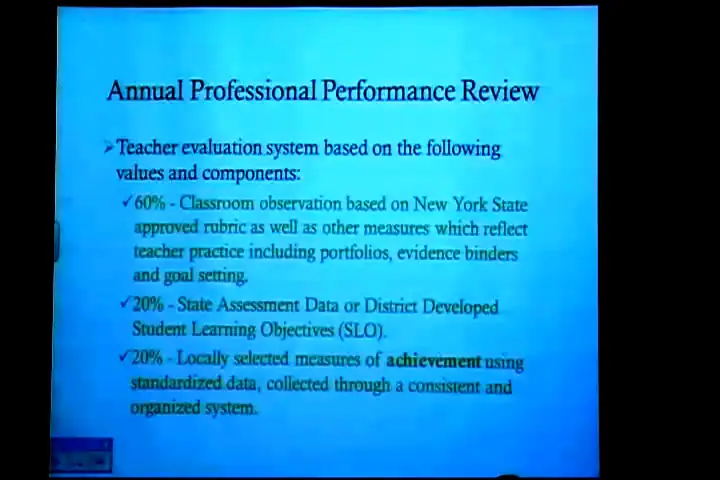 Annual Professional Performance Review
Teacher evaluation system based on the following
values and components:
60% - Classroom observation based on New York State
approved rubric as well as other measures which reflect
teacher practice including portfolios, evidence binders
and goal setting.
20% - State Assessment Data or District Developed
Student Learning Objectives (SLO).
20% - Locally selected measures of achievement using
standardized data, collected through a consistent and
organized system.